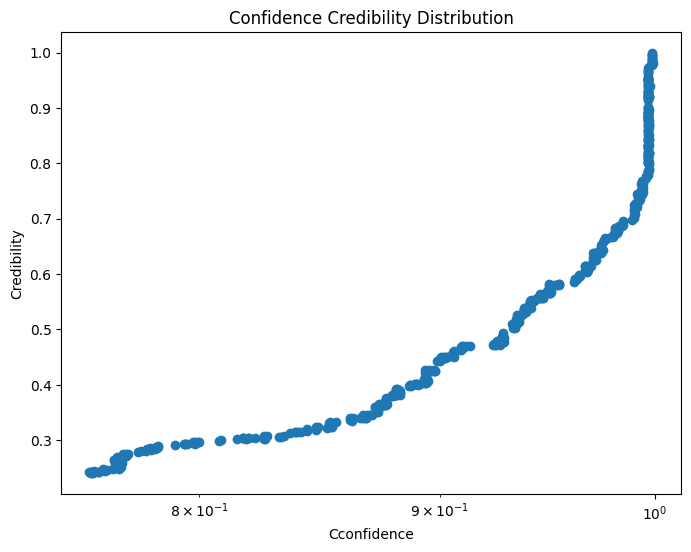 Confidence Credibility Distribution
1.0
0.9
0.8
0.7
0.6
0.5
0.4
0.3
Credibility
8 × 10⁻¹
9 × 10⁻¹
10⁰
Cconfidence